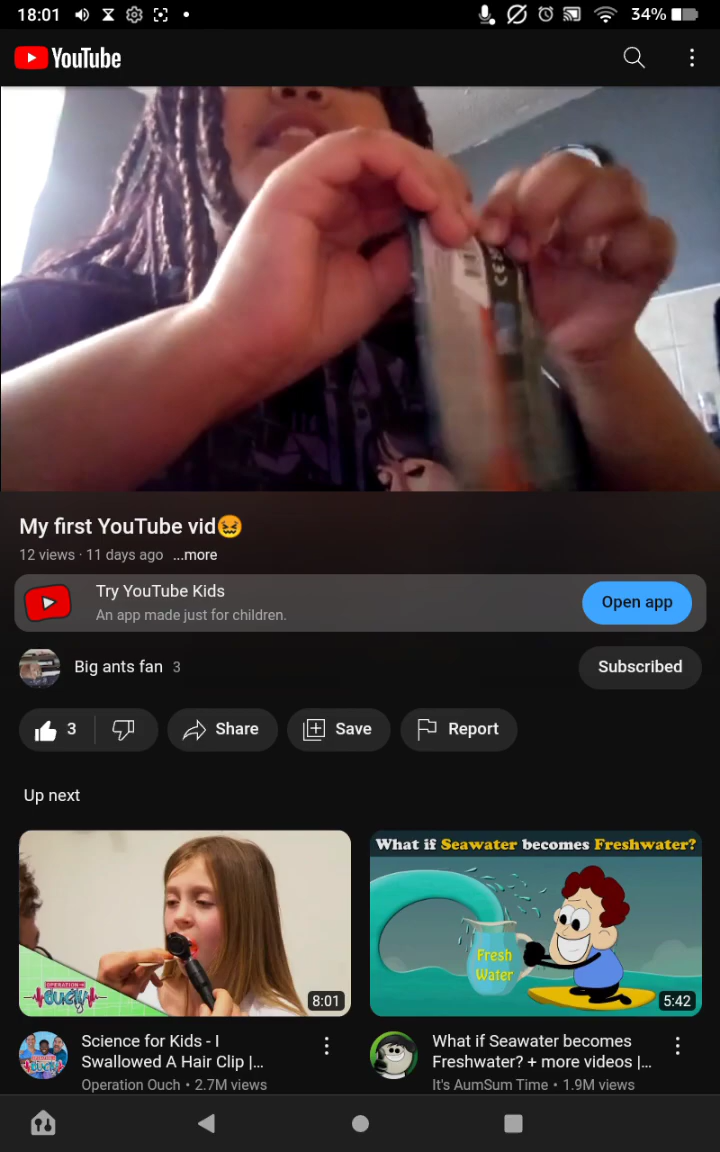 18:01
34%
YouTube
CE
My first YouTube vid😖
12 views · 11 days ago ...more
Try YouTube Kids
An app made just for children.
Open app
Big ants fan 3
Subscribed
3
Share
Save
Report
Up next
OPERATION
OUCH
8:01
What if Seawater becomes Freshwater?
Fresh
Water
5:42
Science for Kids - I
Swallowed A Hair Clip |...
Operation Ouch • 2.7M views
What if Seawater becomes
Freshwater? + more videos |...
It's AumSum Time • 1.9M views